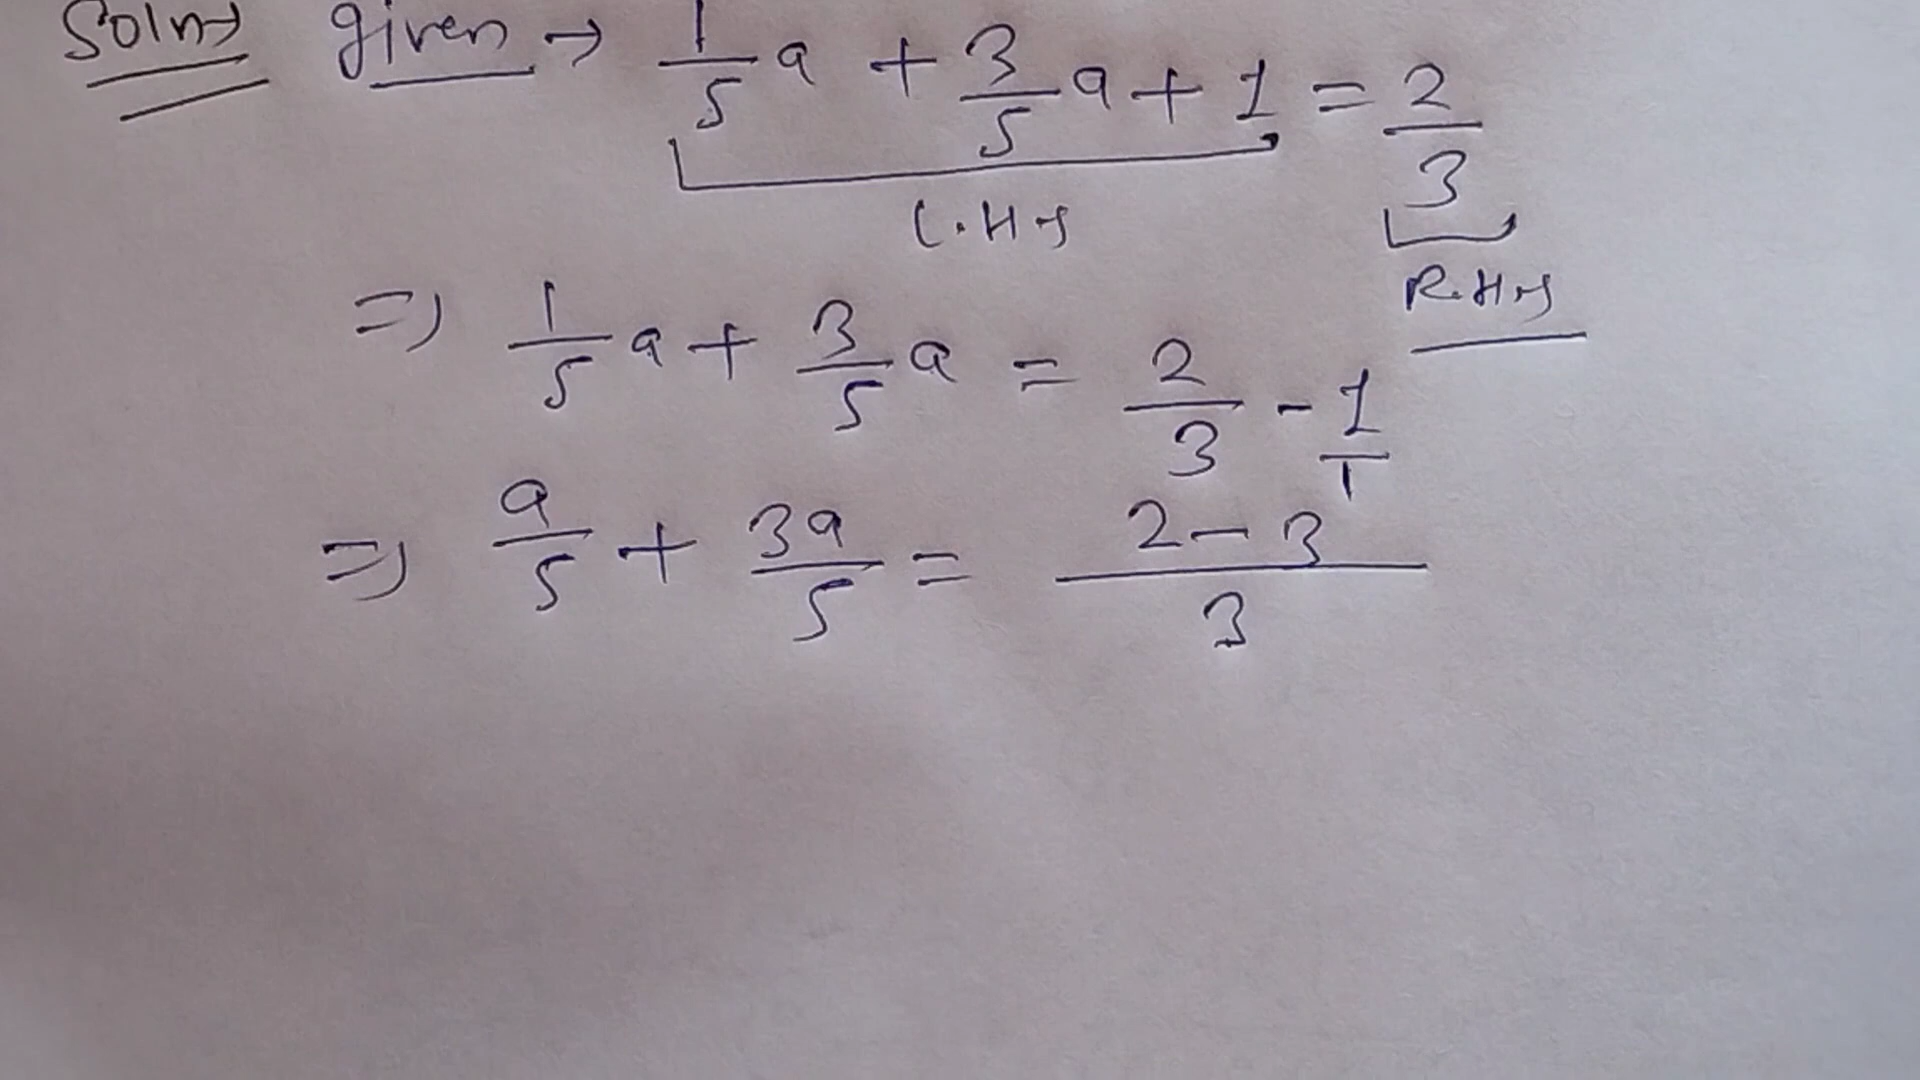 Soln→ given → 1/5 a + 3/5 a + 1 = 2/3
L.H.S
R.H.S
⇒ 1/5 a + 3/5 a = 2/3 - 1/1
⇒ a/5 + 3a/5 = 2-3/3